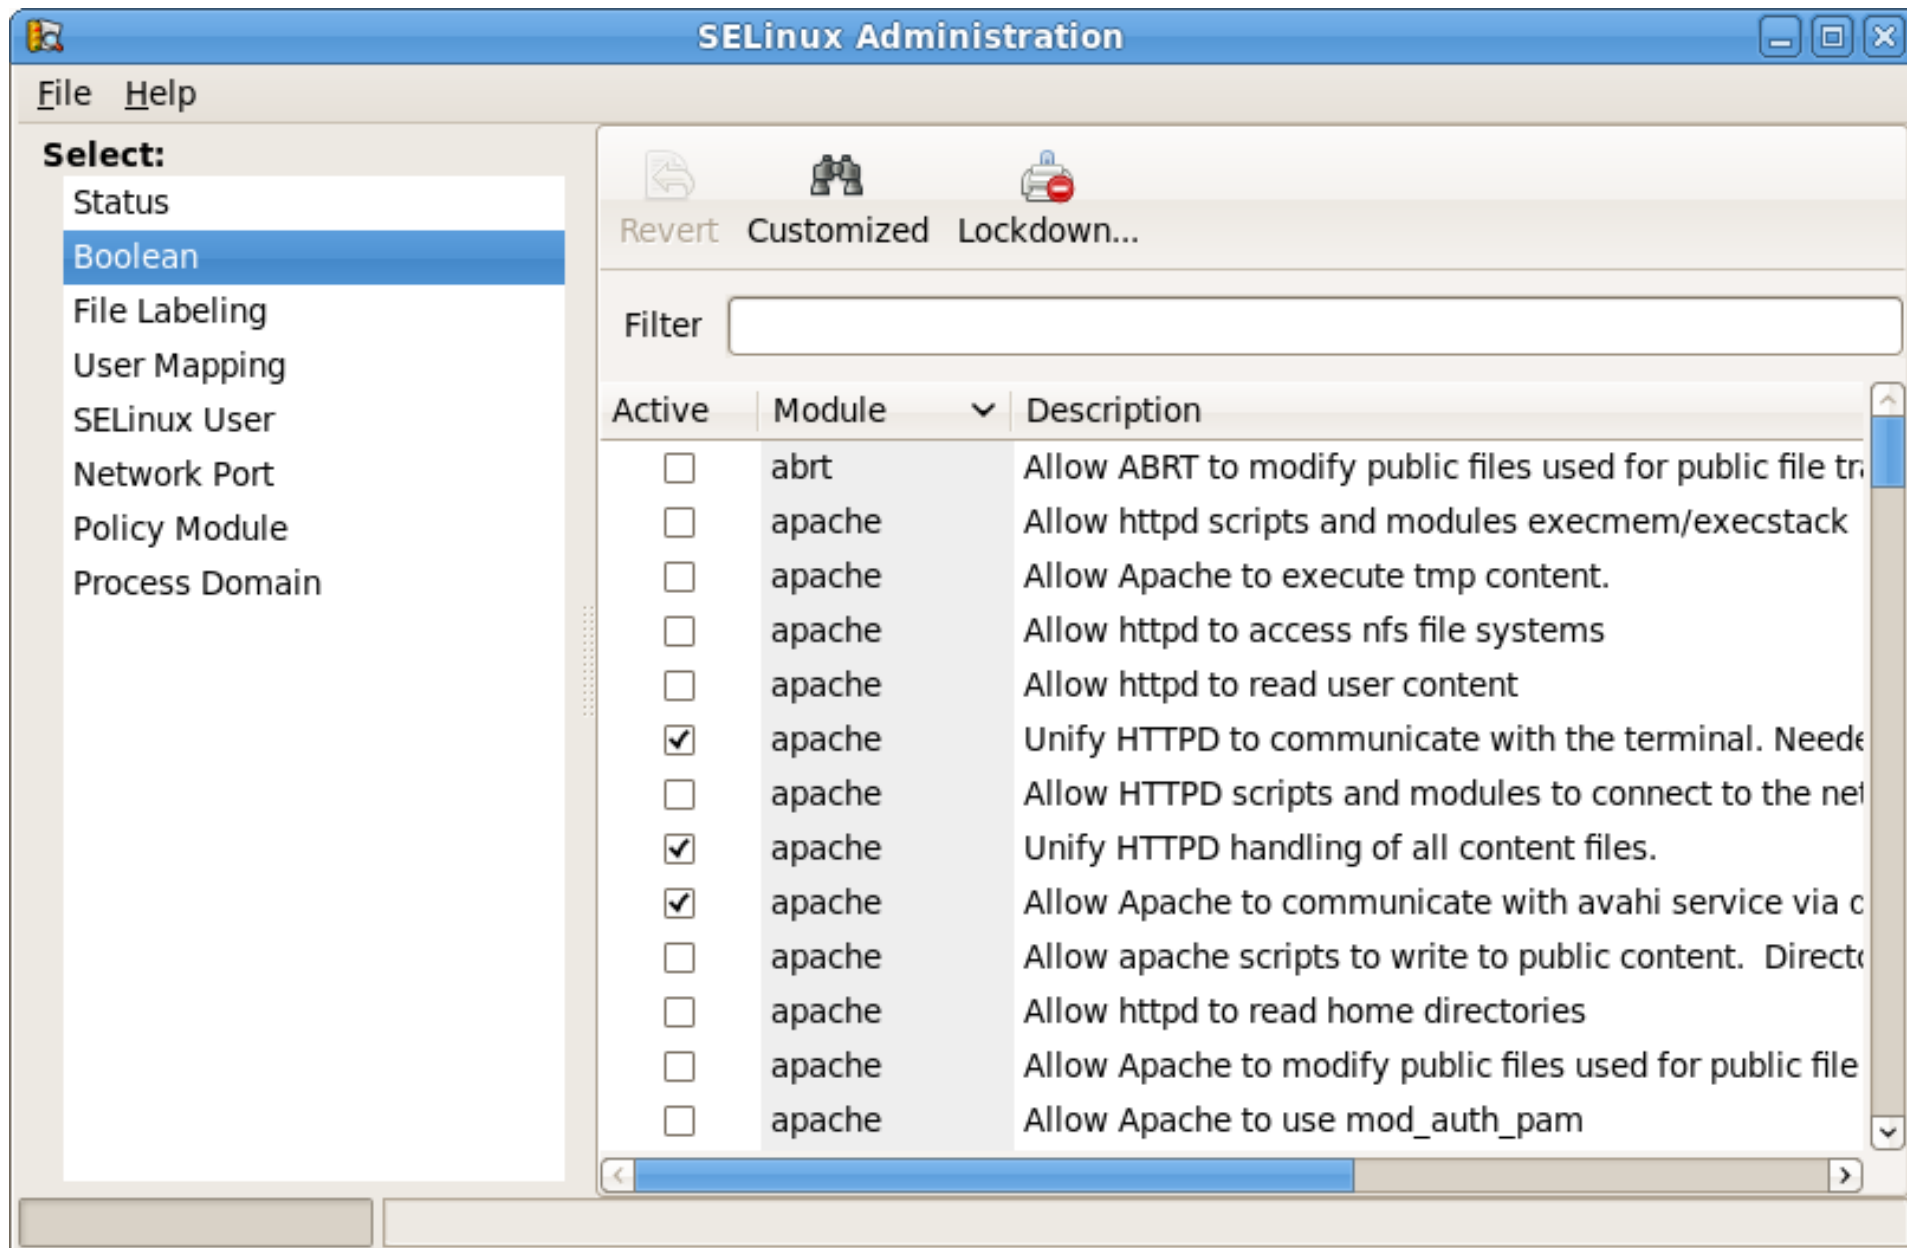 SELinux Administration
File Help
Select:
Status
Boolean
File Labeling
User Mapping
SELinux User
Network Port
Policy Module
Process Domain
Revert Customized Lockdown...
Filter
Active Module Description
abrt Allow ABRT to modify public files used for public file
apache Allow httpd scripts and modules execmem/execstack
apache Allow Apache to execute tmp content.
apache Allow httpd to access nfs file systems
apache Allow httpd to read user content
apache Unify HTTPD to communicate with the terminal. Neede
apache Allow HTTPD scripts and modules to connect to the net
apache Unify HTTPD handling of all content files.
apache Allow Apache to communicate with avahi service via
apache Allow apache scripts to write to public content. Directo
apache Allow httpd to read home directories
apache Allow Apache to modify public files used for public file
apache Allow Apache to use mod_auth_pam